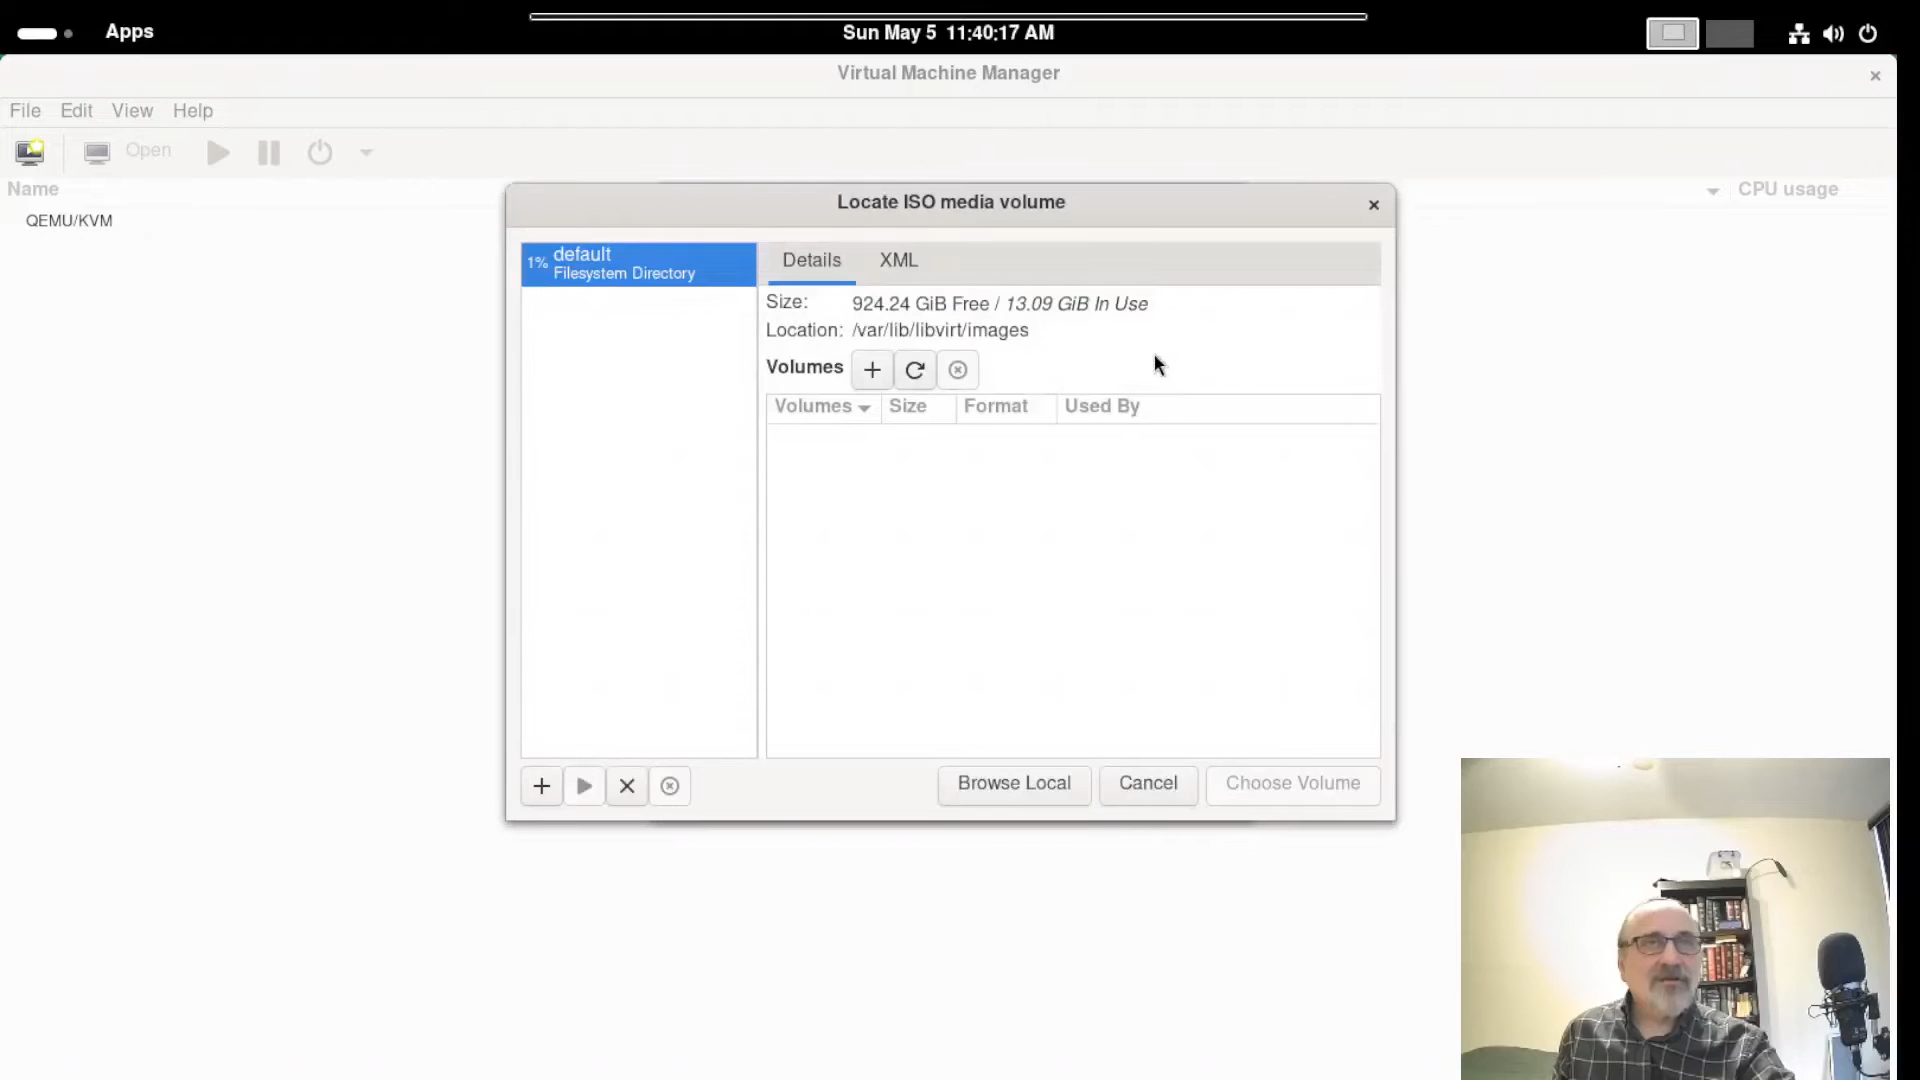 Apps
Sun May 5 11:40:17 AM
Virtual Machine Manager
File Edit View Help
Open
Name
CPU usage
QEMU/KVM
Locate ISO media volume
1% default
Filesystem Directory
Details XML
Size: 924.24 GiB Free / 13.09 GiB In Use
Location: /var/lib/libvirt/images
Volumes
Volumes Size Format Used By
Browse Local Cancel Choose Volume